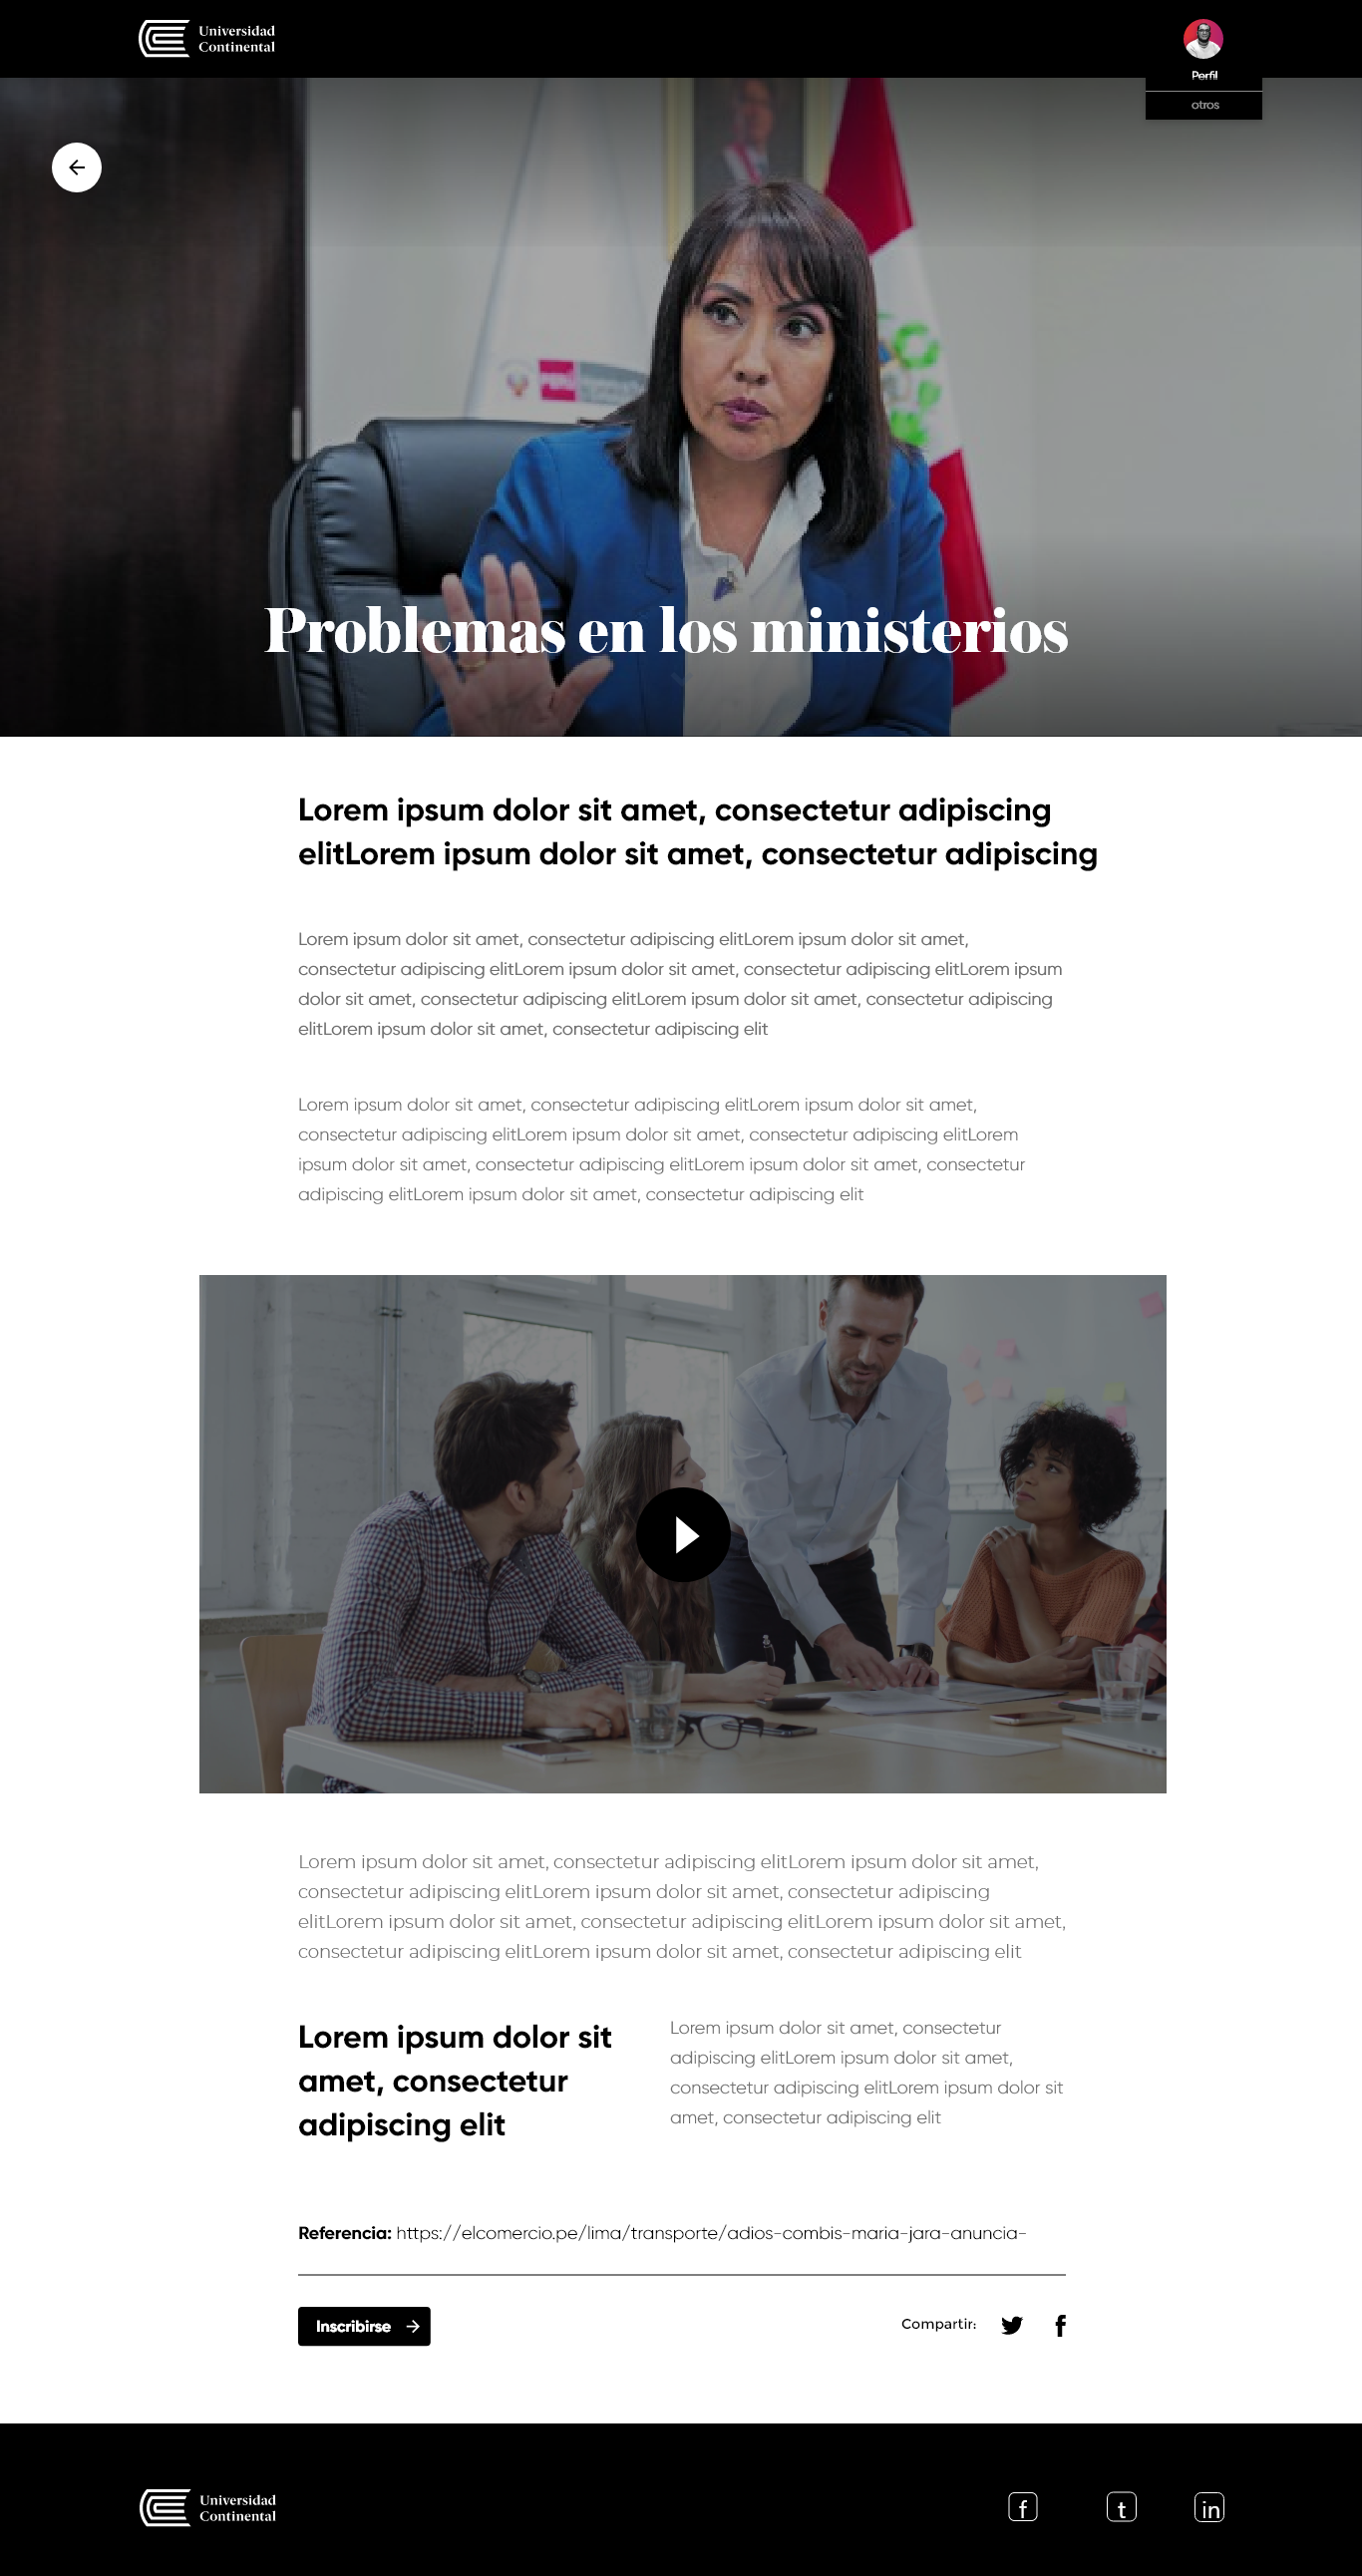 Universidad
Continental
Perfil
otros
Problemas en los ministerios
Lorem ipsum dolor sit amet, consectetur adipiscing
elitLorem ipsum dolor sit amet, consectetur adipiscing
Lorem ipsum dolor sit amet, consectetur adipiscing elitLorem ipsum dolor sit amet,
consectetur adipiscing elitLorem ipsum dolor sit amet, consectetur adipiscing elitLorem ipsum
dolor sit amet, consectetur adipiscing elitLorem ipsum dolor sit amet, consectetur adipiscing
elitLorem ipsum dolor sit amet, consectetur adipiscing elit
Lorem ipsum dolor sit amet, consectetur adipiscing elitLorem ipsum dolor sit amet,
consectetur adipiscing elitLorem ipsum dolor sit amet, consectetur adipiscing elitLorem
ipsum dolor sit amet, consectetur adipiscing elitLorem ipsum dolor sit amet, consectetur
adipiscing elitLorem ipsum dolor sit amet, consectetur adipiscing elit
Lorem ipsum dolor sit amet, consectetur adipiscing elitLorem ipsum dolor sit amet,
consectetur adipiscing elitLorem ipsum dolor sit amet, consectetur adipiscing
elitLorem ipsum dolor sit amet, consectetur adipiscing elitLorem ipsum dolor sit amet,
consectetur adipiscing elitLorem ipsum dolor sit amet, consectetur adipiscing elit
Lorem ipsum dolor sit
amet, consectetur
adipiscing elit
Lorem ipsum dolor sit amet, consectetur
adipiscing elitLorem ipsum dolor sit amet,
consectetur adipiscing elitLorem ipsum dolor sit
amet, consectetur adipiscing elit
Referencia: https://elcomercio.pe/lima/transporte/adios-combis-maria-jara-anuncia-
Inscribirse
Compartir:
Universidad
Continental
f t in